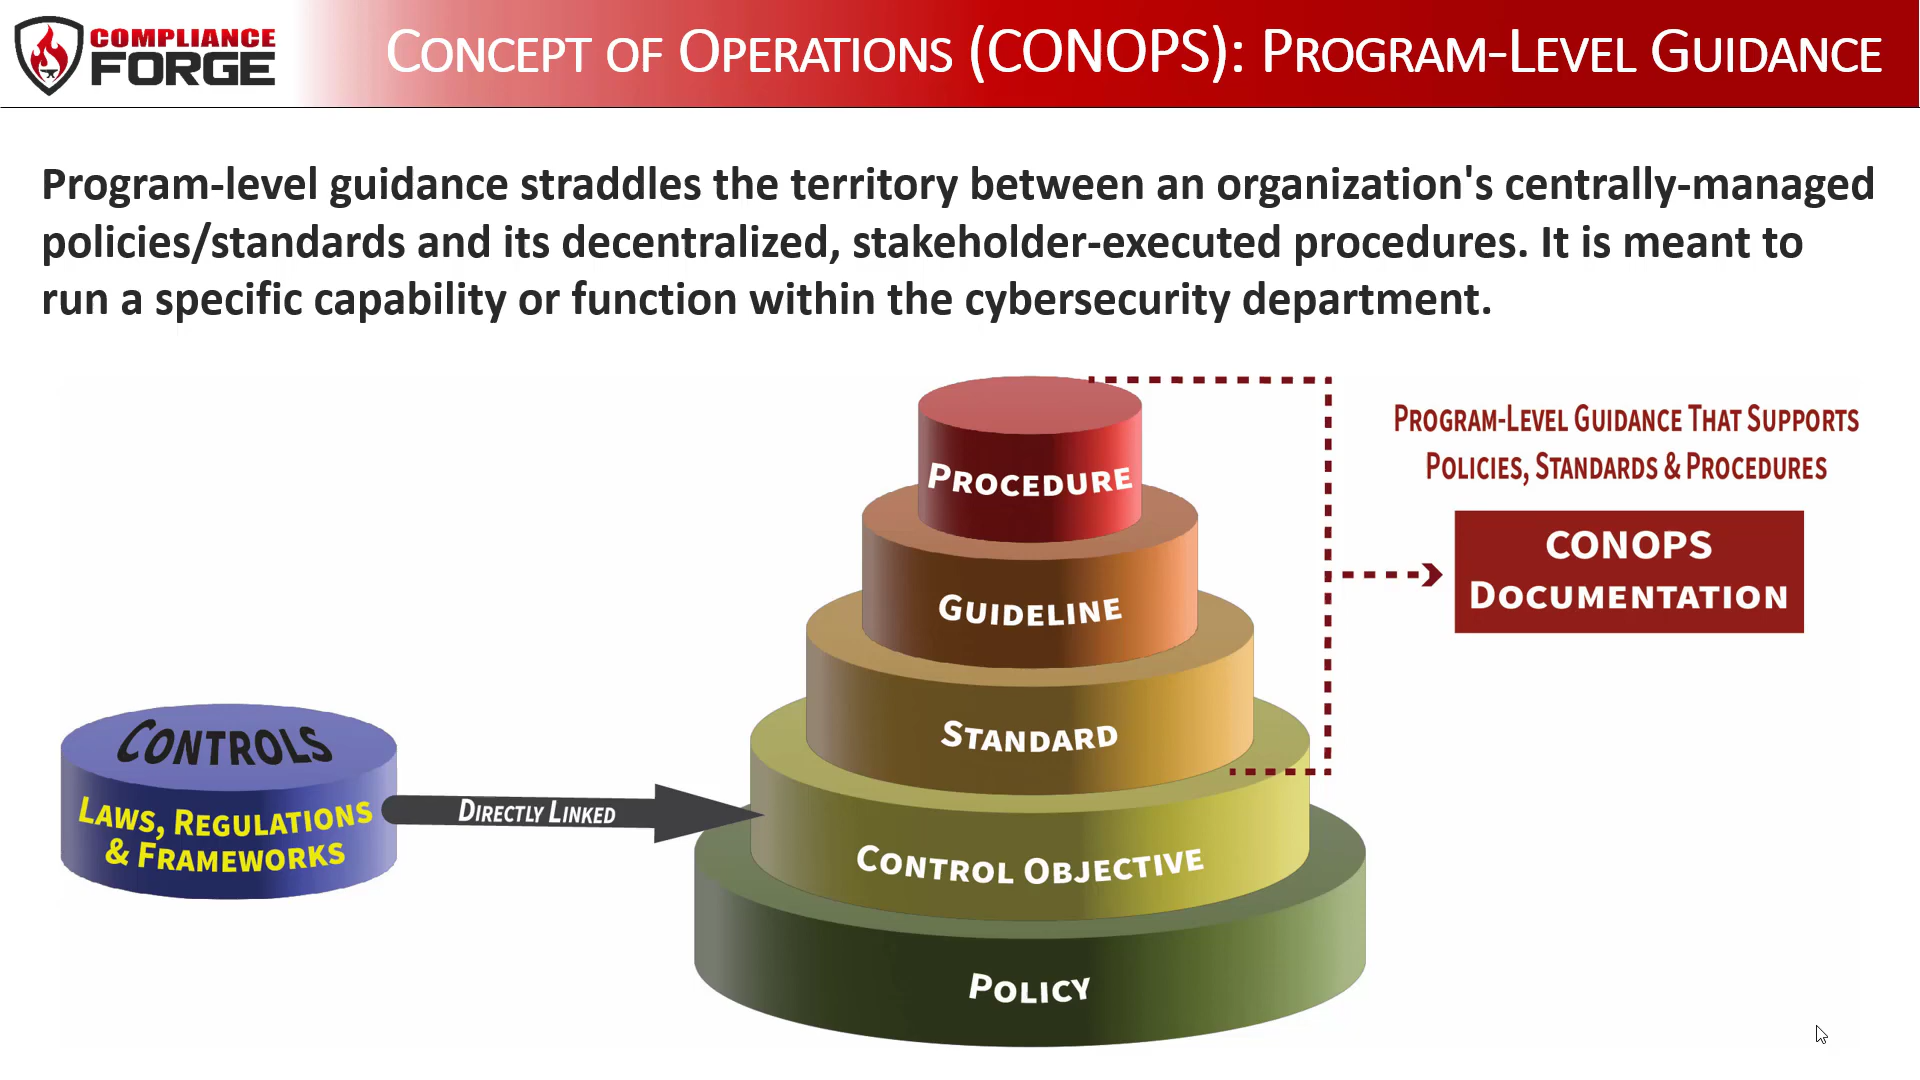 COMPLIANCE
FORGE
CONCEPT OF OPERATIONS (CONOPS): PROGRAM-LEVEL GUIDANCE
Program-level guidance straddles the territory between an organization's centrally-managed
policies/standards and its decentralized, stakeholder-executed procedures. It is meant to
run a specific capability or function within the cybersecurity department.
PROGRAM-LEVEL GUIDANCE THAT SUPPORTS
POLICIES, STANDARDS & PROCEDURES
CONOPS
DOCUMENTATION
PROCEDURE
GUIDELINE
STANDARD
CONTROL OBJECTIVE
POLICY
CONTROLS
LAWS, REGULATIONS
& FRAMEWORKS
DIRECTLY LINKED